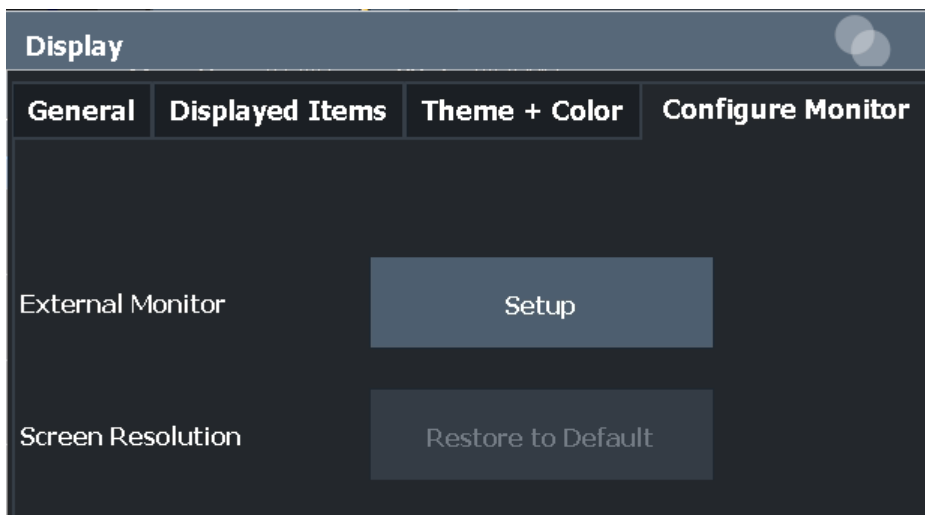 Display
General Displayed Items Theme + Color Configure Monitor
External Monitor Setup
Screen Resolution Restore to Default